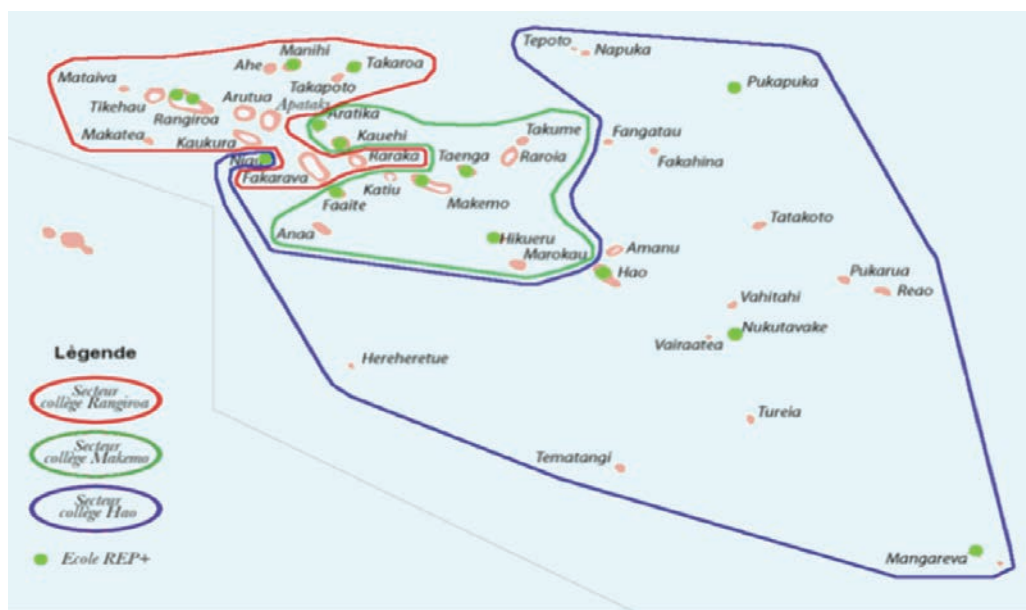 Tepoto
Napuka
Manihi
Ahe
Takaroa
Mataiva
Takapoto
Pukapuka
Tikehau
Arutua
Apataki
Rangiroa
Aratika
Makatea
Kaukura
Kauehi
Takume
Fangatau
Niau
Raraka
Taenga
Raroia
Fakahina
Fakarava
Katiu
Faaite
Makemo
Tatakoto
Anaa
Hikueru
Amanu
Marokau
Hao
Pukarua
Reao
Vahitahi
Nukutavake
Vairaatea
Hereheretue
Tureia
Tematangi
Mangareva
Lègende
Secteur
collège Rangiroa
Secteur
collège Makemo
Secteur
collège Hao
Ecole REP+